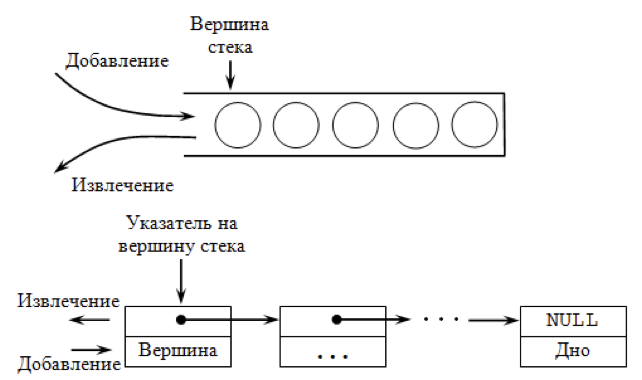 Вершина
стека
Добавление
Извлечение
Указатель на
вершину стека
Извлечение
Добавление
Вершина
...
...
NULL
Дно